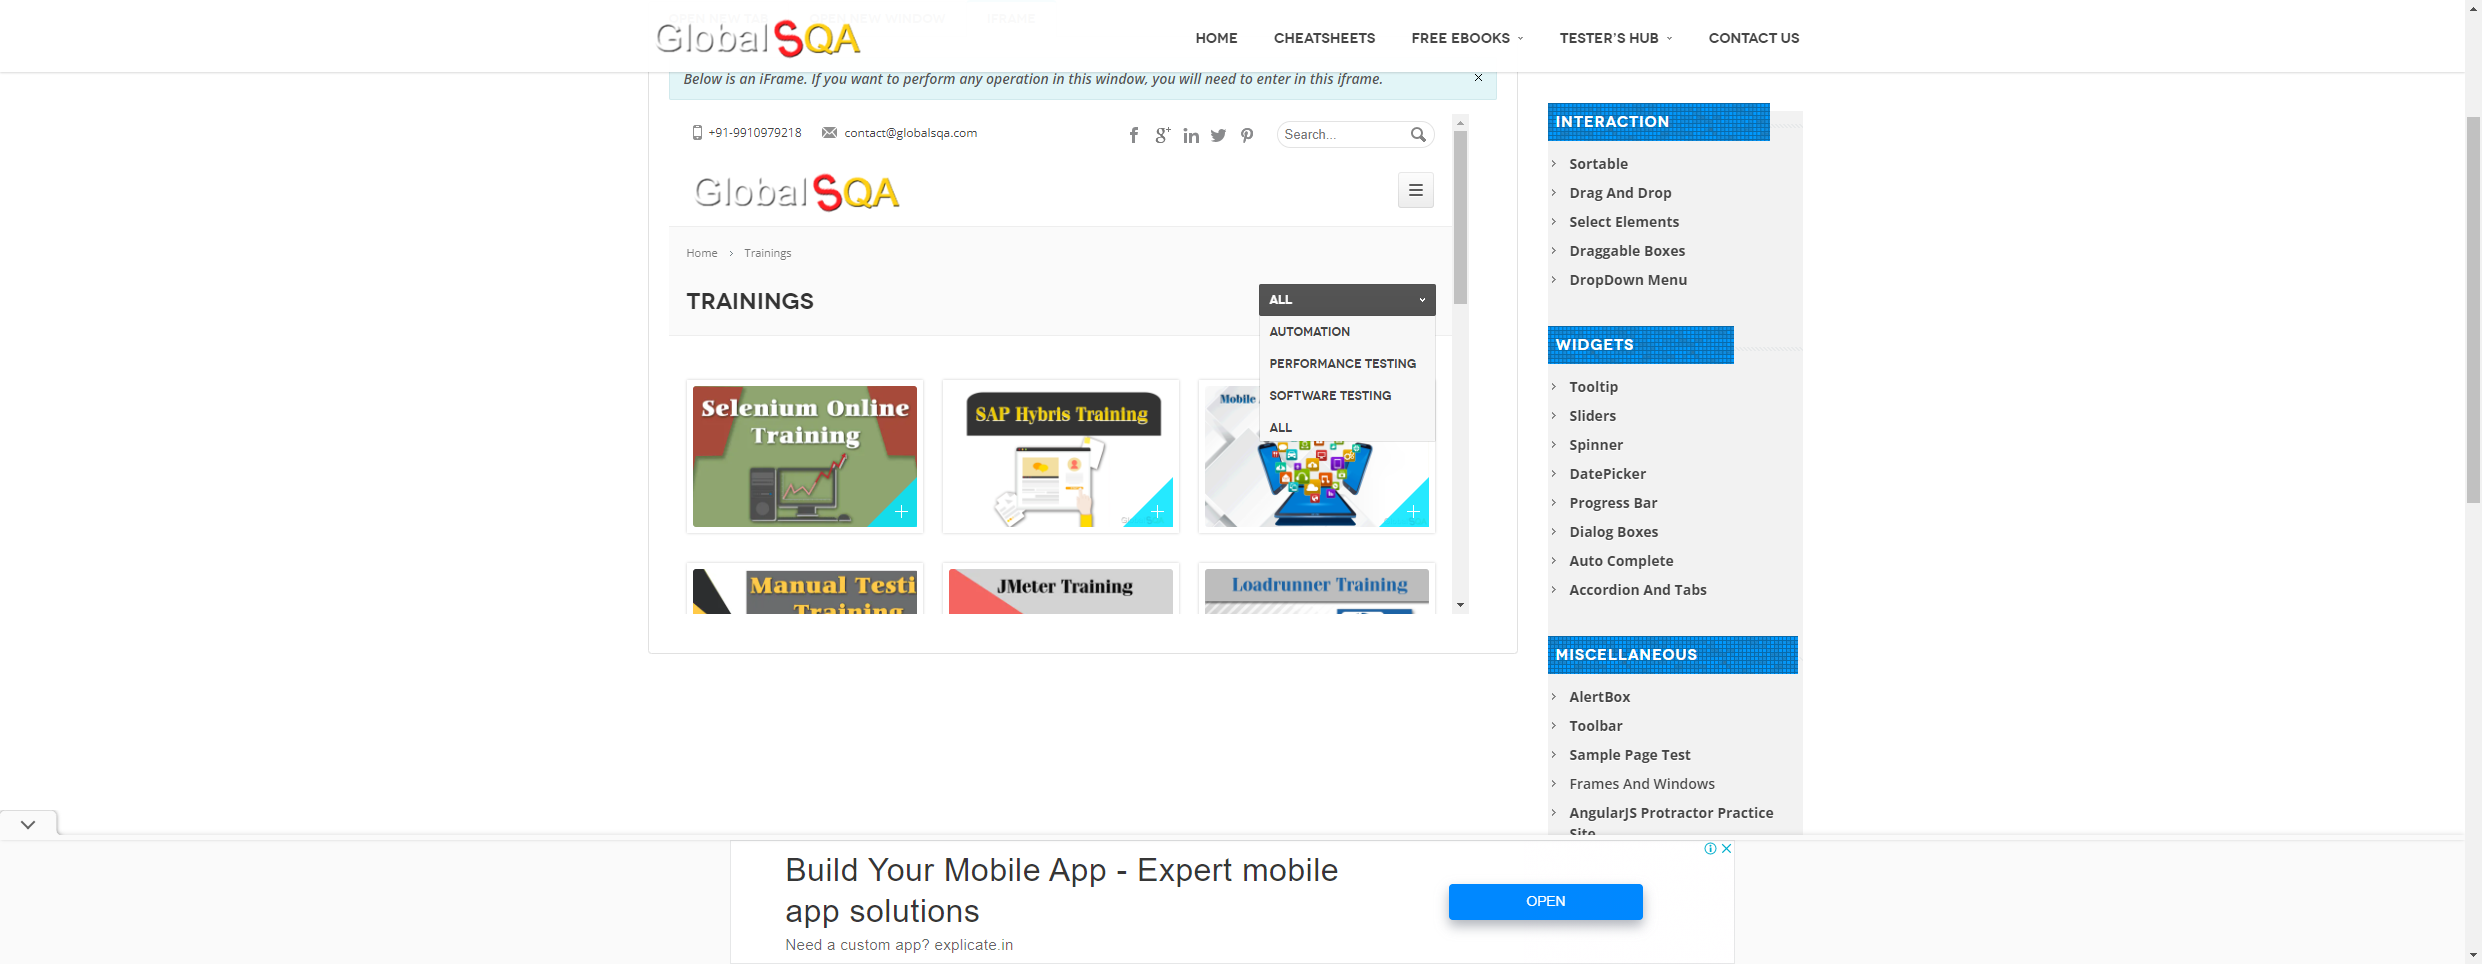 GlobalSQA
HOME
CHEATSHEETS
FREE EBOOKS
TESTER'S HUB
CONTACT US
OPEN NEW WINDOW
IFRAME
Below is an iFrame. If you want to perform any operation in this window, you will need to enter in this iframe.
+91-9910979218
contact@globalsqa.com
Search...
GlobalSQA
Home
Trainings
TRAININGS
ALL
AUTOMATION
PERFORMANCE TESTING
SOFTWARE TESTING
ALL
Selenium Online
Training
SAP Hybris Training
Mobile
Manual Testi
Training
JMeter Training
Loadrunner Training
INTERACTION
Sortable
Drag And Drop
Select Elements
Draggable Boxes
DropDown Menu
WIDGETS
Tooltip
Sliders
Spinner
DatePicker
Progress Bar
Dialog Boxes
Auto Complete
Accordion And Tabs
MISCELLANEOUS
AlertBox
Toolbar
Sample Page Test
Frames And Windows
AngularJS Protractor Practice
Site
Build Your Mobile App - Expert mobile
app solutions
Need a custom app? explicate.in
OPEN